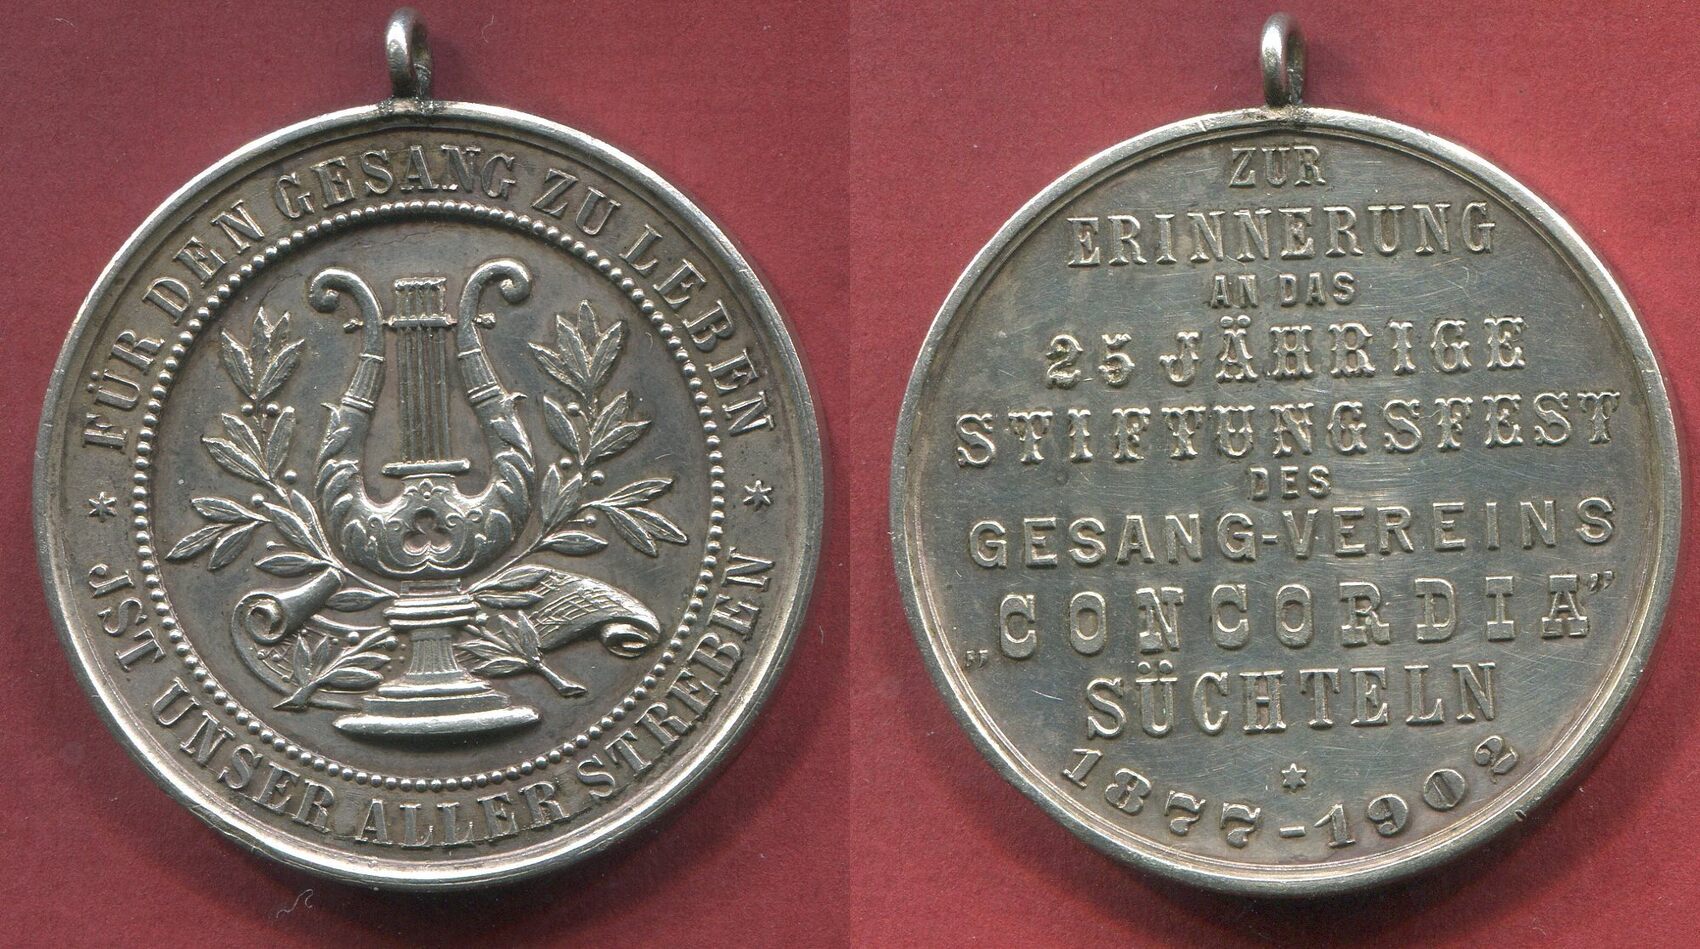 FÜR DEN GESANG ZU LEBEN
* JST UNSER ALLER STREBEN *
ZUR
ERINNERUNG
AN DAS
25 JÄHRIGE
STIFTUNGSFEST
DES
GESANG-VEREINS
„CONCORDIA”
SÜCHTELN
*
1877-1902